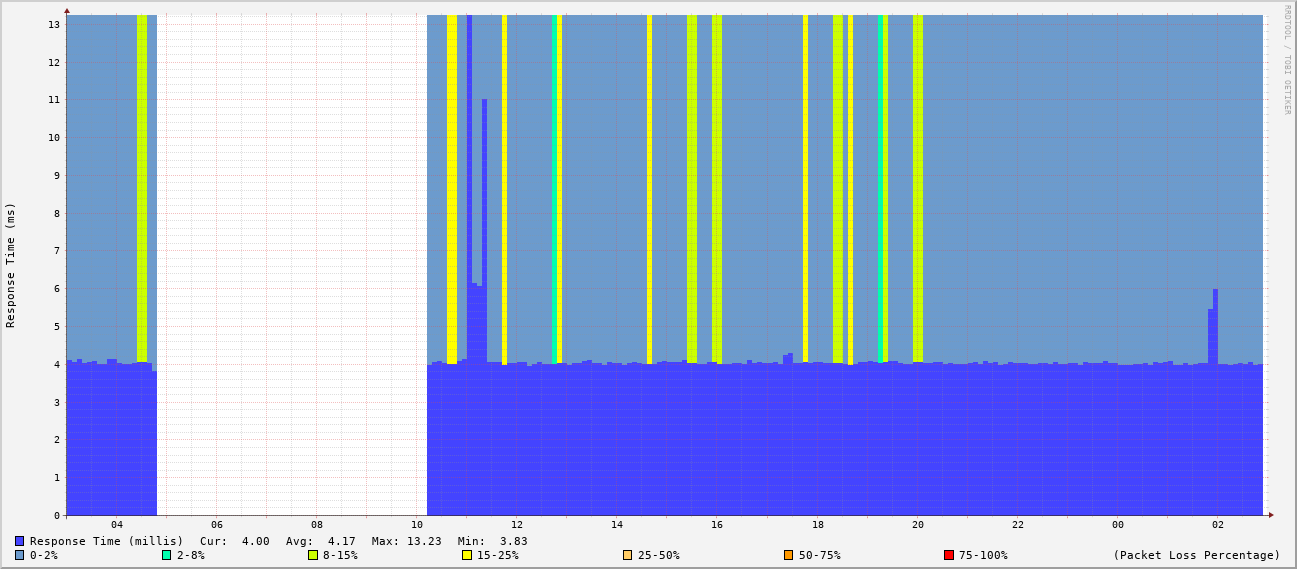 13
12
11
10
9
8
7
6
5
4
3
2
1
0
Response Time (ms)
RRDTOOL / TOBI OETIKER
04 06 08 10 12 14 16 18 20 22 00 02
Response Time (millis) Cur: 4.00 Avg: 4.17 Max: 13.23 Min: 3.83
0-2% 2-8% 8-15% 15-25% 25-50% 50-75% 75-100% (Packet Loss Percentage)